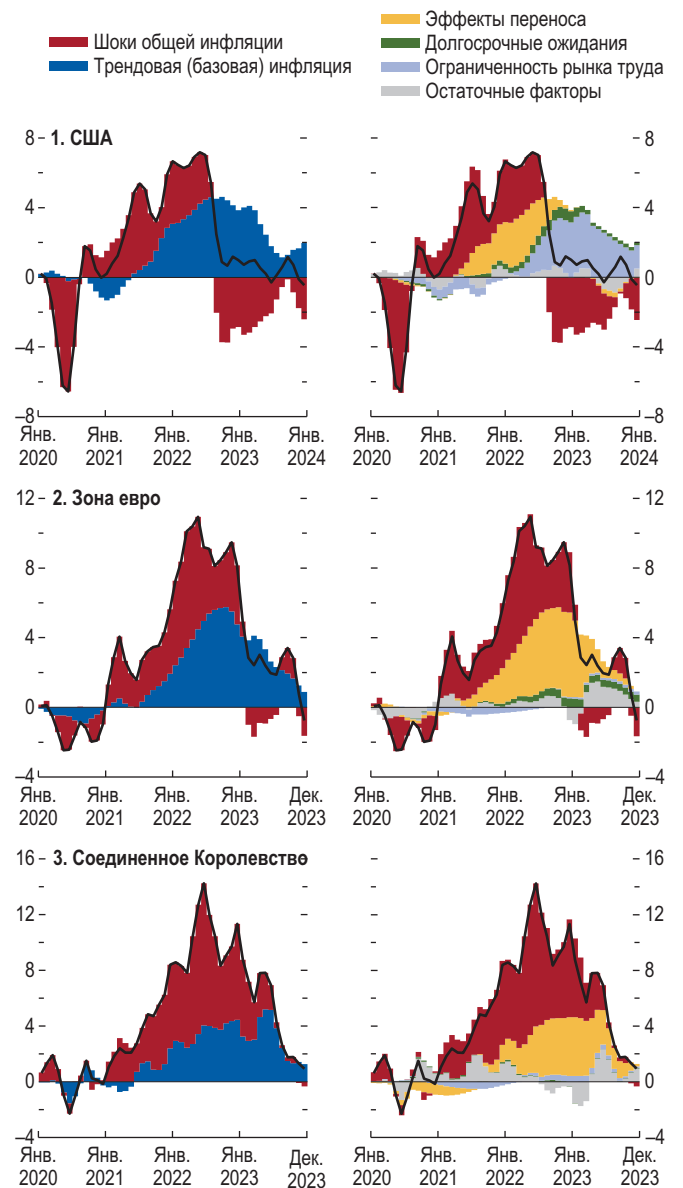 Шоки общей инфляции
Трендовая (базовая) инфляция
Эффекты переноса
Долгосрочные ожидания
Ограниченность рынка труда
Остаточные факторы
1. США
8
4
0
–4
–8
8
4
0
–4
–8
Янв. Янв. Янв. Янв. Янв.
2020 2021 2022 2023 2024
Янв. Янв. Янв. Янв. Янв.
2020 2021 2022 2023 2024
2. Зона евро
12
8
4
0
–4
12
8
4
0
–4
Янв. Янв. Янв. Янв. Дек.
2020 2021 2022 2023 2023
Янв. Янв. Янв. Янв. Дек.
2020 2021 2022 2023 2023
3. Соединенное Королевство
16
12
8
4
0
–4
16
12
8
4
0
–4
Янв. Янв. Янв. Янв. Дек.
2020 2021 2022 2023 2023
Янв. Янв. Янв. Янв. Дек.
2020 2021 2022 2023 2023